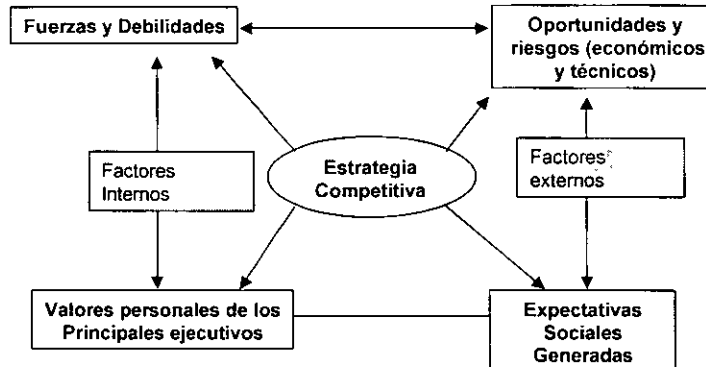 Fuerzas y Debilidades
Oportunidades y
riesgos (económicos
y técnicos)
Factores
Internos
Estrategia
Competitiva
Factores
externos
Valores personales de los
Principales ejecutivos
Expectativas
Sociales
Generadas